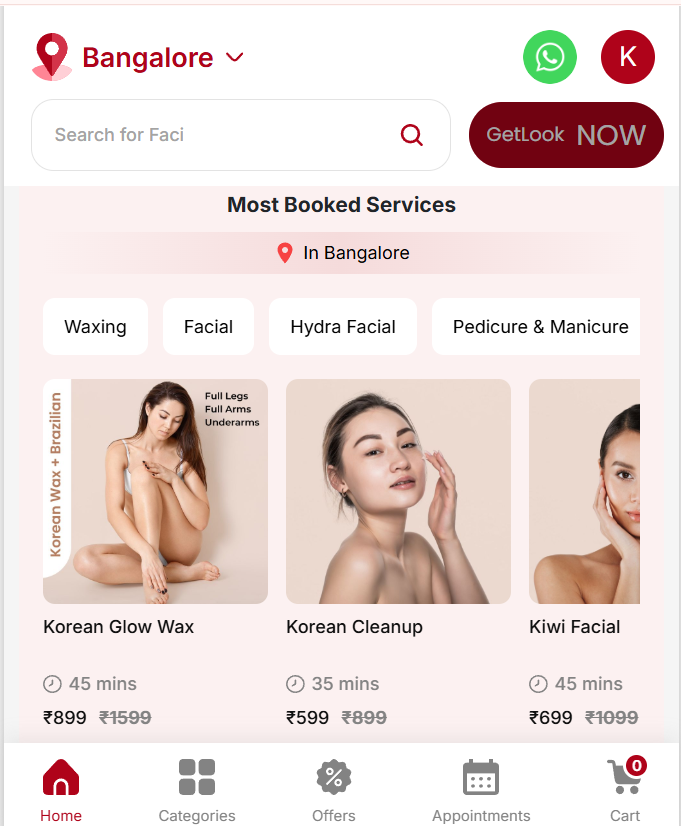 Bangalore
K
Search for Faci
GetLook NOW
Most Booked Services
In Bangalore
Waxing
Facial
Hydra Facial
Pedicure & Manicure
Korean Wax + Brazilian
Full Legs
Full Arms
Underarms
Korean Glow Wax
45 mins
₹899 ₹1599
Korean Cleanup
35 mins
₹599 ₹899
Kiwi Facial
45 mins
₹699 ₹1099
Home
Categories
Offers
Appointments
0
Cart